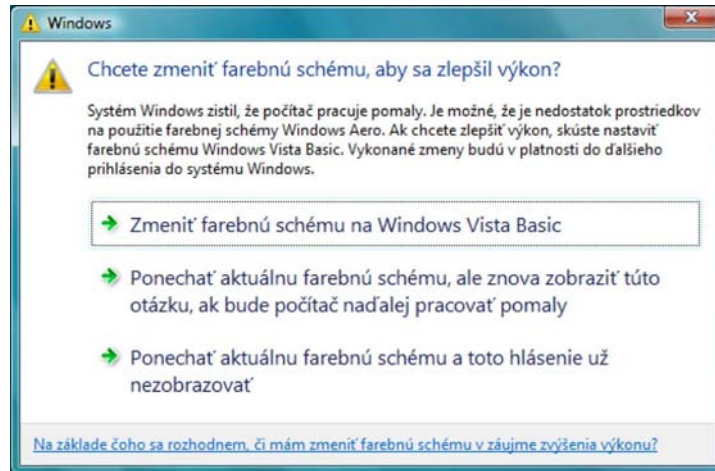 Windows
Chcete zmeniť farebnú schému, aby sa zlepšil výkon?
Systém Windows zistil, že počítač pracuje pomaly. Je možné, že je nedostatok prostriedkov
na použitie farebnej schémy Windows Aero. Ak chcete zlepšiť výkon, skúste nastaviť
farebnú schému Windows Vista Basic. Vykonané zmeny budú v platnosti do ďalšieho
prihlásenia do systému Windows.
Zmeniť farebnú schému na Windows Vista Basic
Ponechať aktuálnu farebnú schému, ale znova zobraziť túto
otázku, ak bude počítač naďalej pracovať pomaly
Ponechať aktuálnu farebnú schému a toto hlásenie už
nezobrazovať
Na základe čoho sa rozhodnem, či mám zmeniť farebnú schému v záujme zvýšenia výkonu?